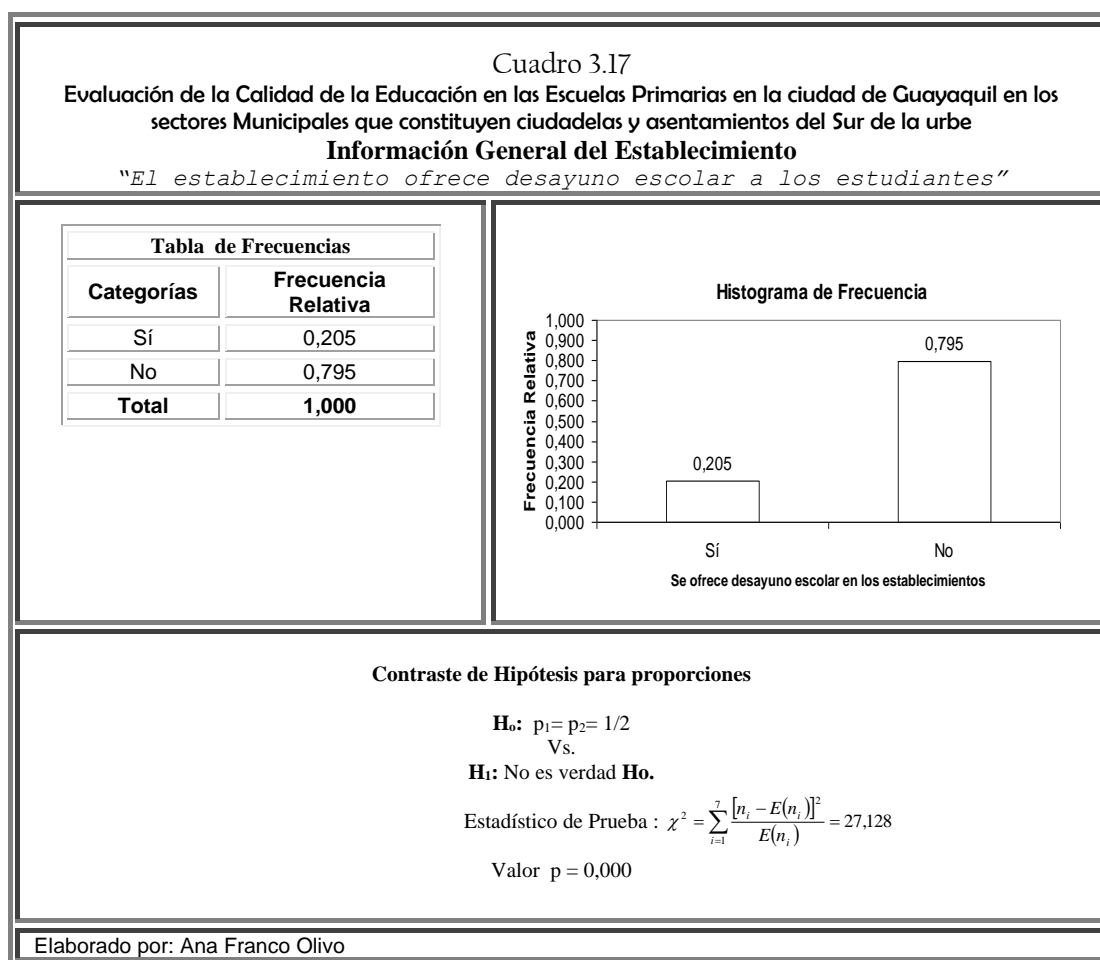 Cuadro 3.17
Evaluación de la Calidad de la Educación en las Escuelas Primarias en la ciudad de Guayaquil en los
sectores Municipales que constituyen ciudadelas y asentamientos del Sur de la urbe
Información General del Establecimiento
"El establecimiento ofrece desayuno escolar a los estudiantes"
Tabla de Frecuencias
Categorías Frecuencia
Relativa
Sí 0,205
No 0,795
Total 1,000
Histograma de Frecuencia
Frecuencia Relativa
1,000
0,900
0,800
0,700
0,600
0,500
0,400
0,300
0,200
0,100
0,000
0,205
0,795
Sí No
Se ofrece desayuno escolar en los establecimientos
Contraste de Hipótesis para proporciones
Ho: p1= p2= 1/2
Vs.
H1: No es verdad Ho.
Estadístico de Prueba : χ² = ∑_{i=1}^{7} [n_i − E(n_i)]² / E(n_i) = 27,128
Valor p = 0,000
Elaborado por: Ana Franco Olivo